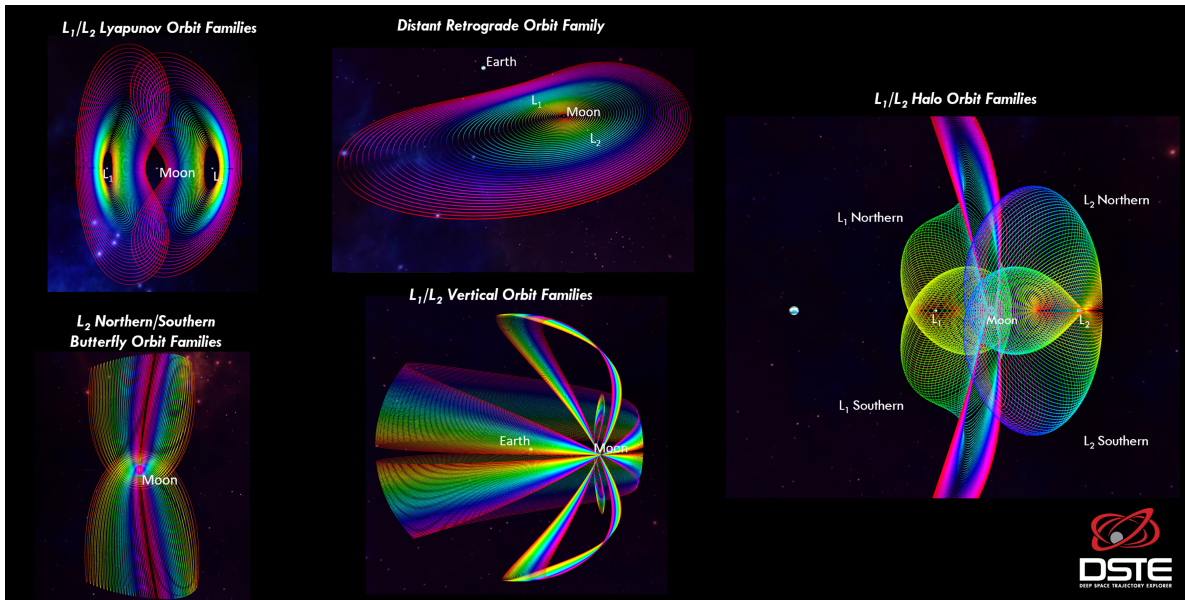 L₁/L₂ Lyapunov Orbit Families
L₁
Moon
L
Distant Retrograde Orbit Family
Earth
L₁
Moon
L₂
L₂ Northern/Southern
Butterfly Orbit Families
Moon
L₁/L₂ Vertical Orbit Families
Earth
Moon
L₁/L₂ Halo Orbit Families
L₁ Northern
L₂ Northern
L₁
Moon
L₂
L₁ Southern
L₂ Southern
DSTE
DEEP SPACE TRAJECTORY EXPLORER